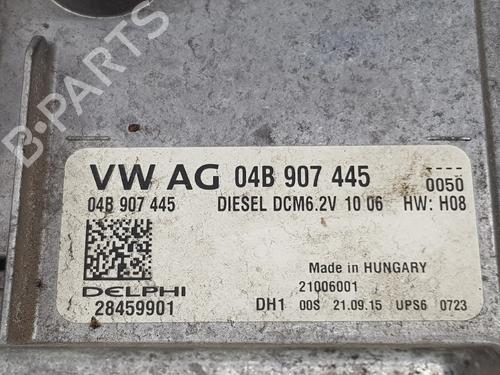 B-PARTS
VW AG 04B 907 445 0050
04B 907 445 DIESEL DCM6.2V 10 06 HW: H08
Made in HUNGARY
DELPHI 21006001
28459901 DH1 00S 21.09.15 UPS6 0723